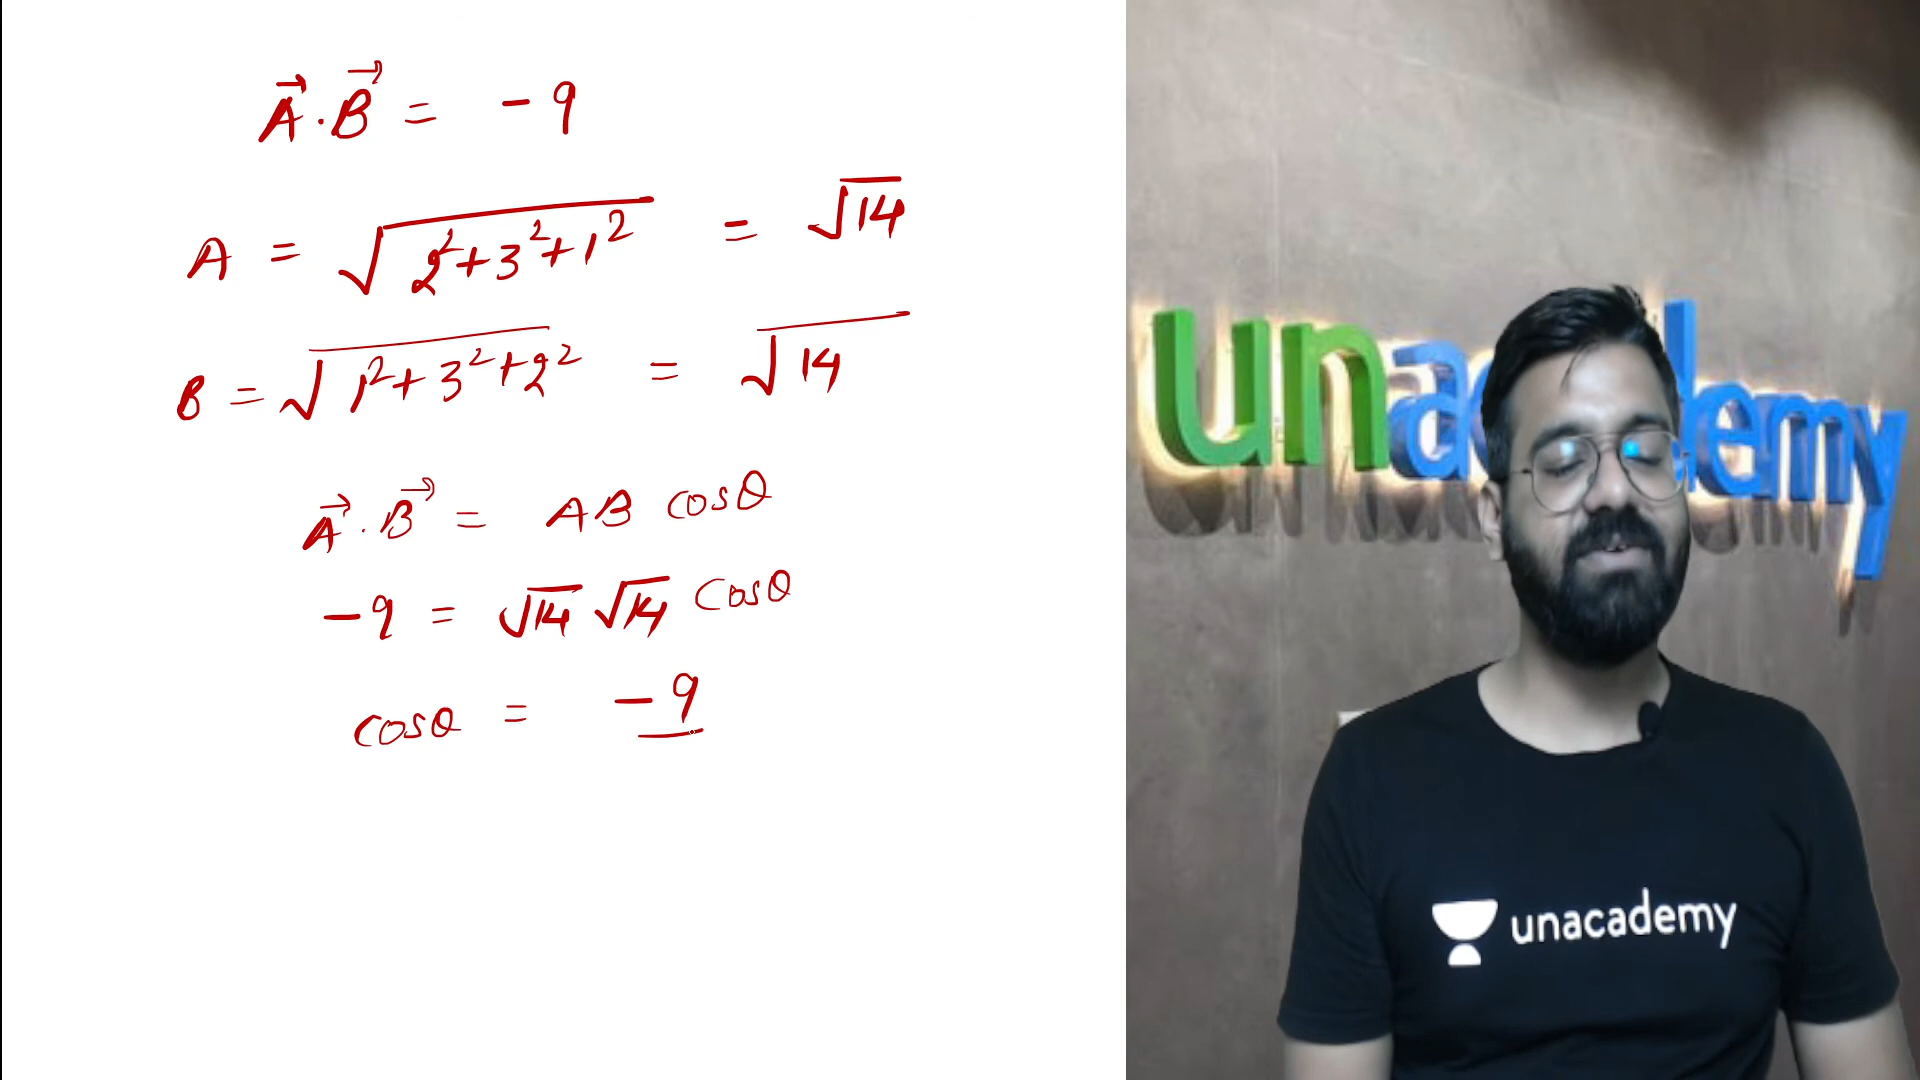 A⃗ . B⃗ = - 9
A = √(2² + 3² + 1²) = √14
B = √(1² + 3² + 2²) = √14
A⃗ . B⃗ = AB cosθ
- 9 = √14 √14 cosθ
cosθ = - 9
unacademy
unacademy